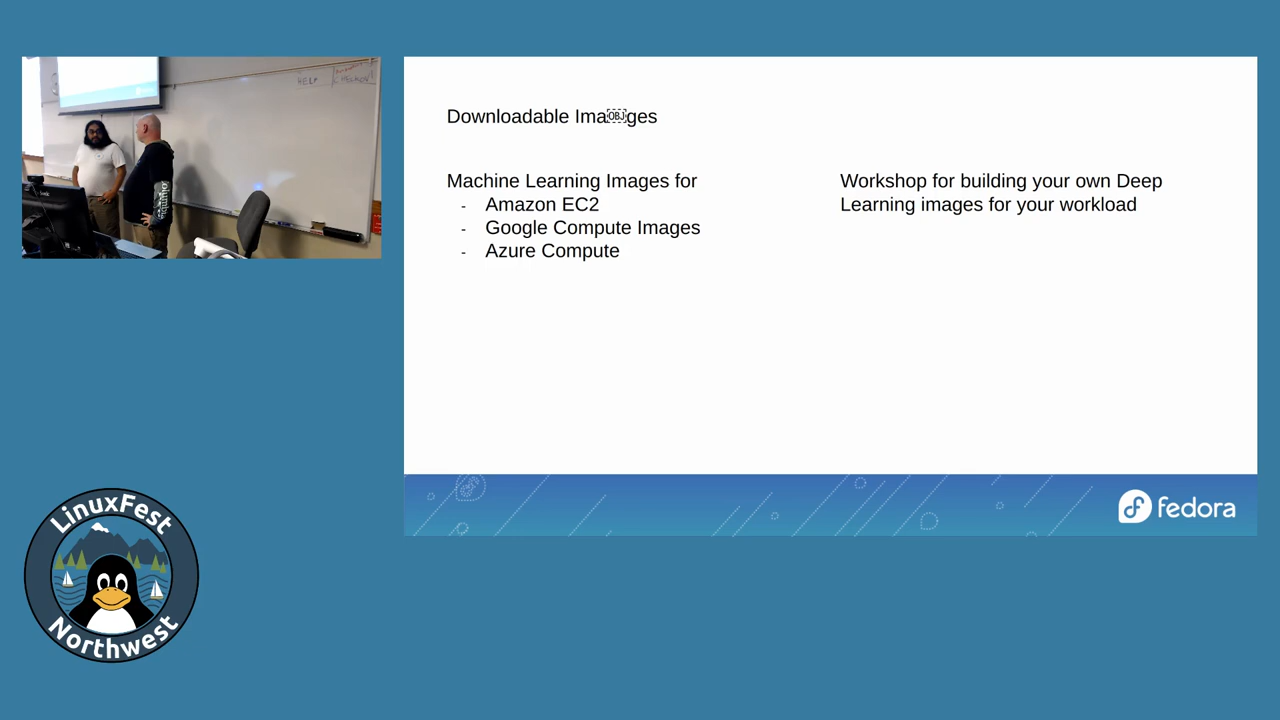 HELP
Downloadable Ima￼ges
Machine Learning Images for
- Amazon EC2
- Google Compute Images
- Azure Compute
Workshop for building your own Deep
Learning images for your workload
fedora
LinuxFest
Northwest